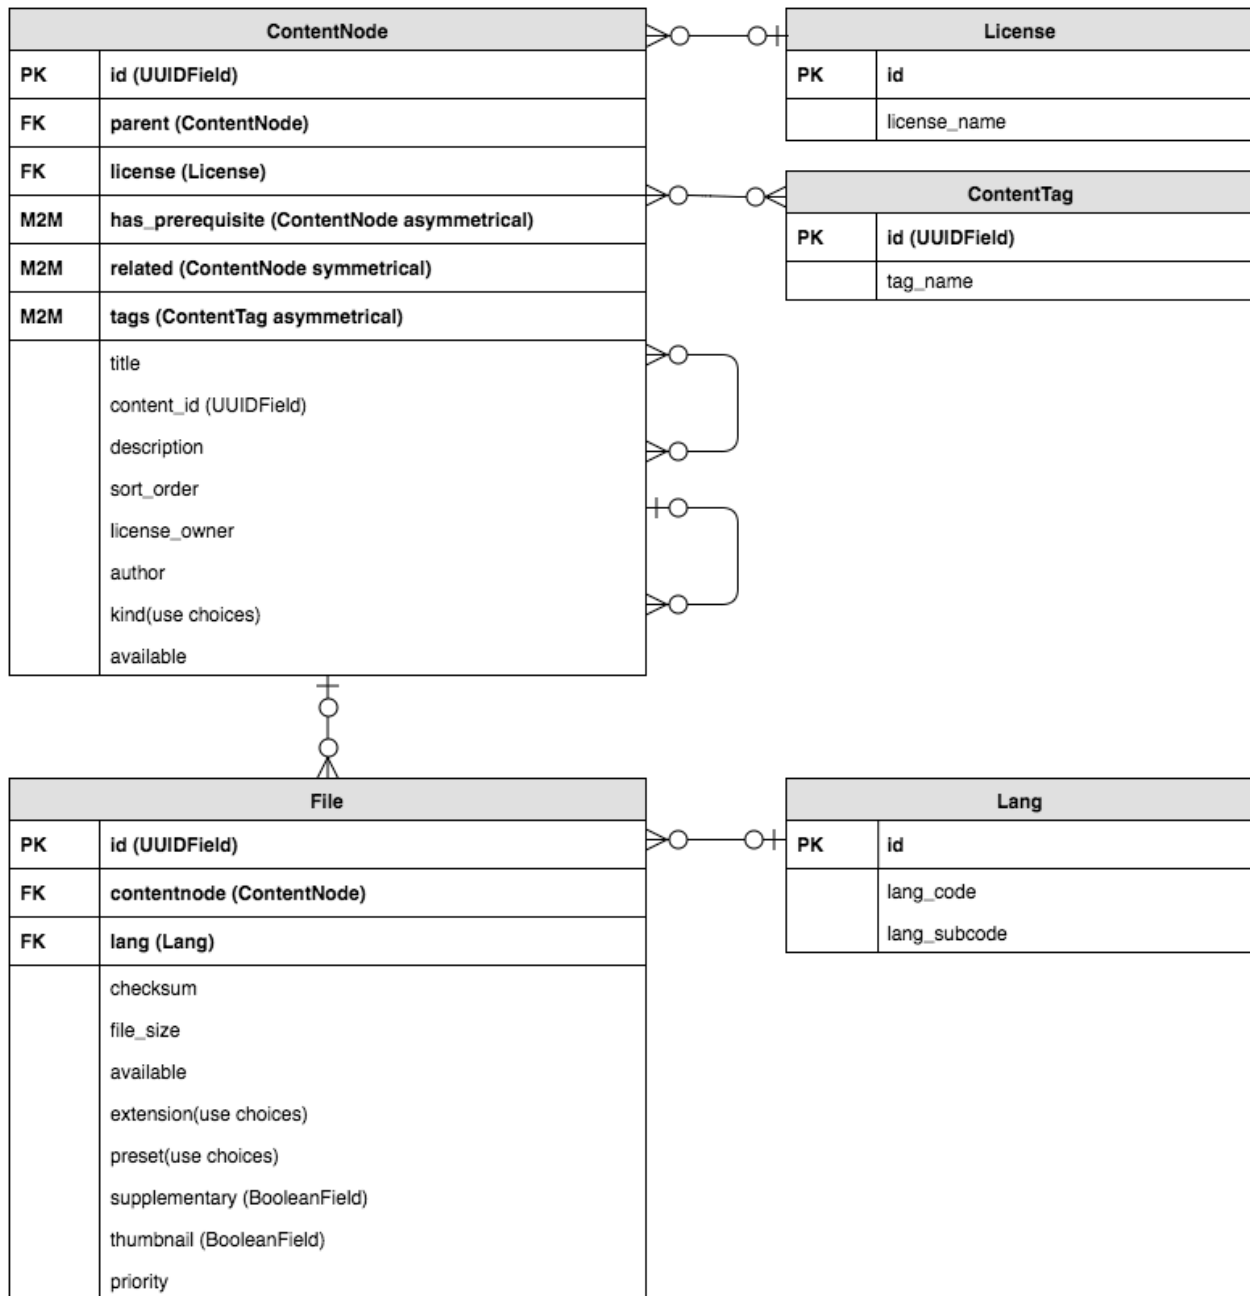 ContentNode
PK id (UUIDField)
FK parent (ContentNode)
FK license (License)
M2M has_prerequisite (ContentNode asymmetrical)
M2M related (ContentNode symmetrical)
M2M tags (ContentTag asymmetrical)
title
content_id (UUIDField)
description
sort_order
license_owner
author
kind(use choices)
available
License
PK id
license_name
ContentTag
PK id (UUIDField)
tag_name
File
PK id (UUIDField)
FK contentnode (ContentNode)
FK lang (Lang)
checksum
file_size
available
extension(use choices)
preset(use choices)
supplementary (BooleanField)
thumbnail (BooleanField)
priority
Lang
PK id
lang_code
lang_subcode